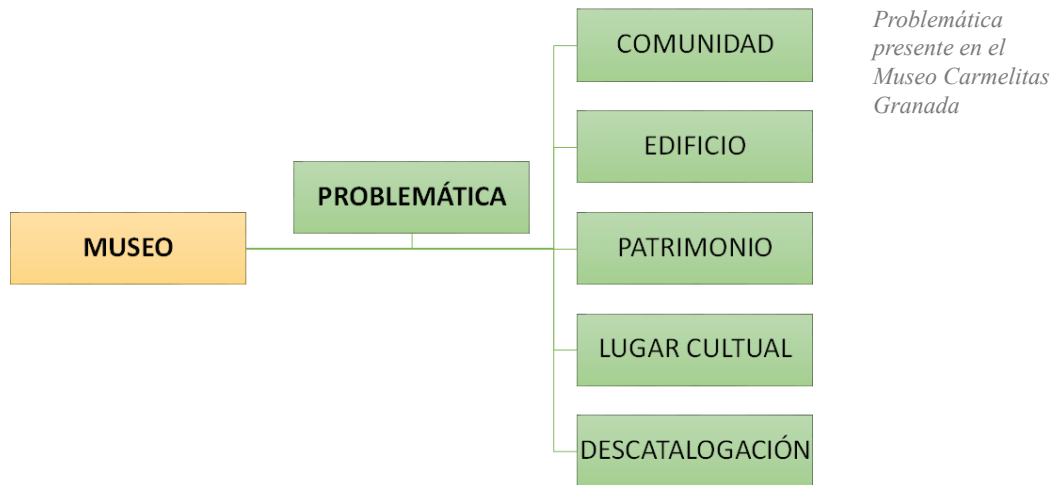 MUSEO
PROBLEMÁTICA
COMUNIDAD
EDIFICIO
PATRIMONIO
LUGAR CULTUAL
DESCATALOGACIÓN
Problemática
presente en el
Museo Carmelitas
Granada